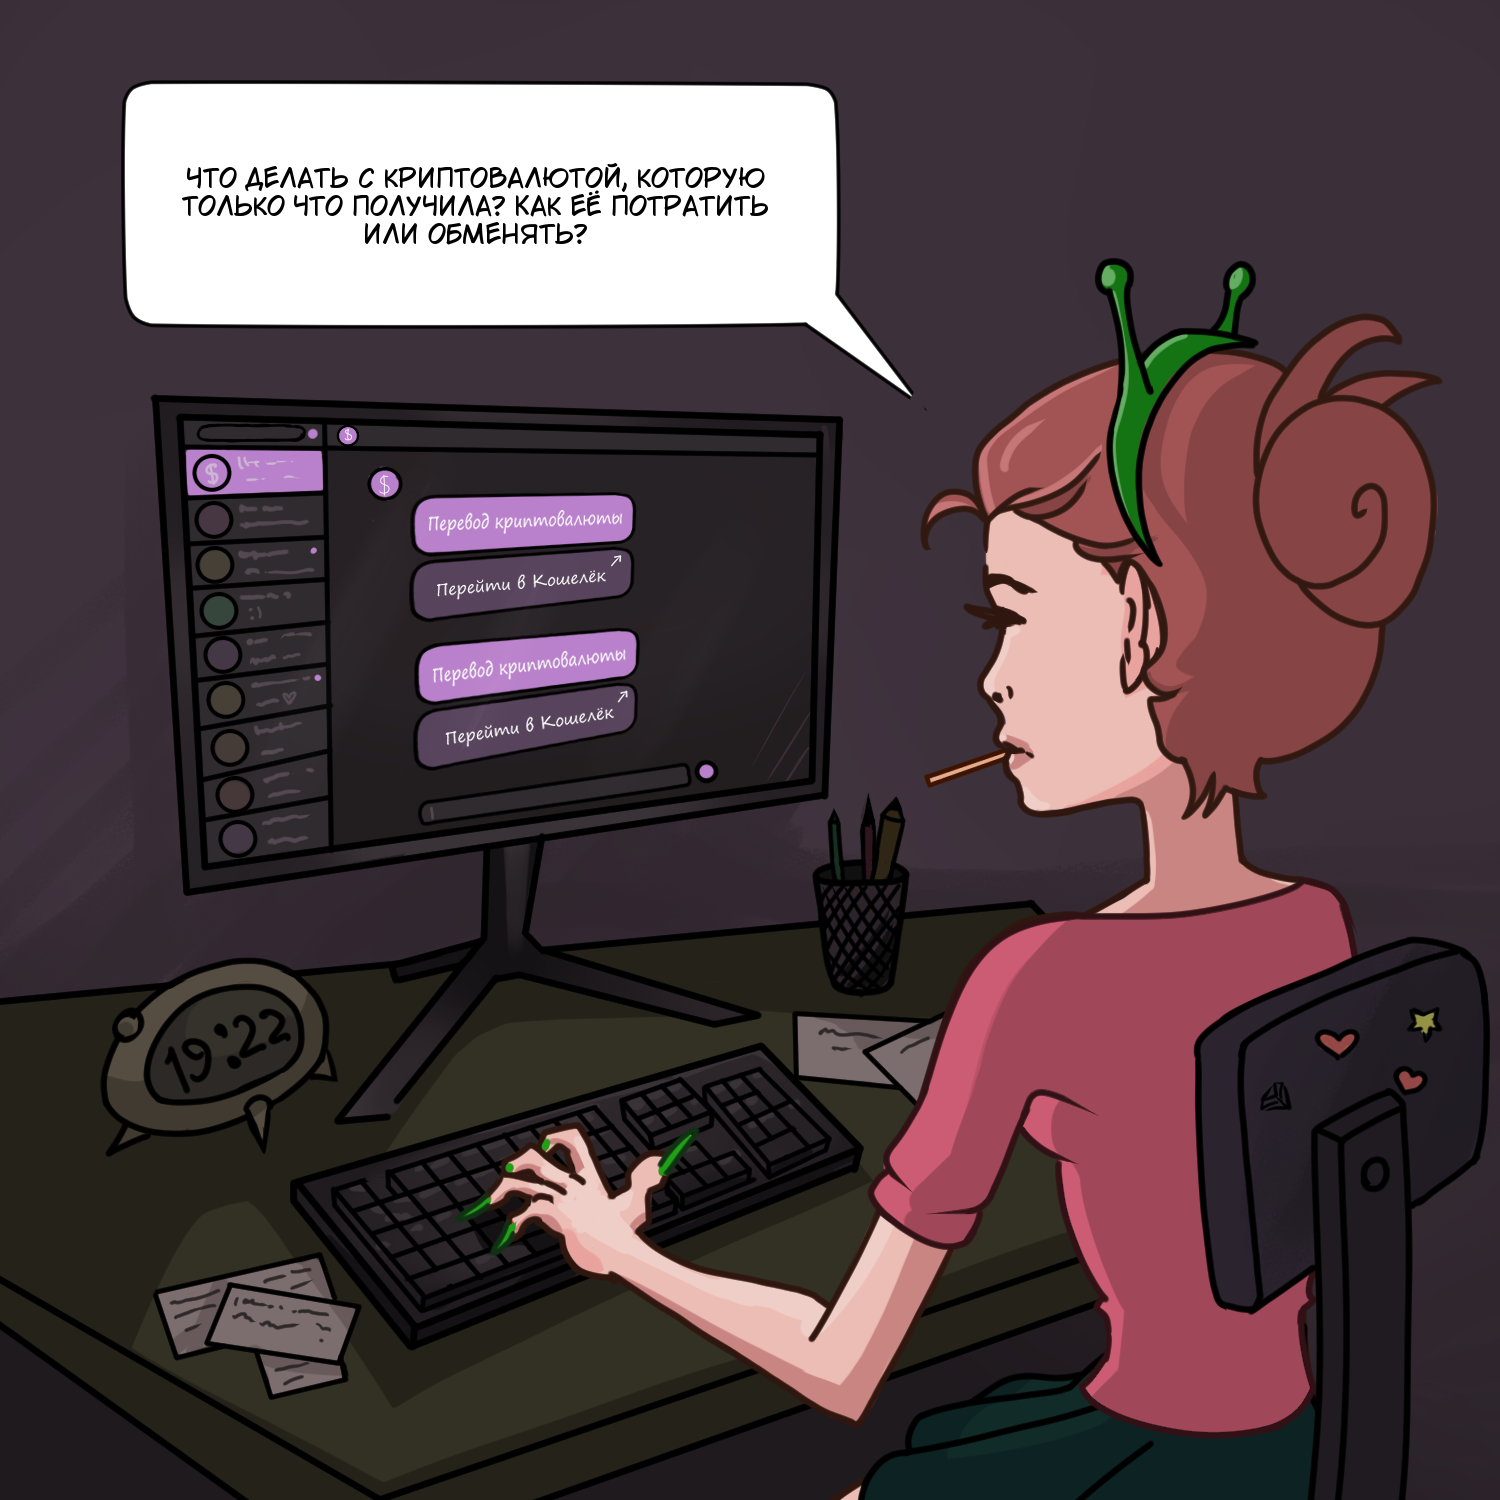 ЧТО ДЕЛАТЬ С КРИПТОВАЛЮТОЙ, КОТОРУЮ
ТОЛЬКО ЧТО ПОЛУЧИЛА? КАК ЕЁ ПОТРАТИТЬ
ИЛИ ОБМЕНЯТЬ?
$
$
$
Перевод криптовалюты
Перейти в Кошелёк
Перевод криптовалюты
Перейти в Кошелёк
:)
19:22